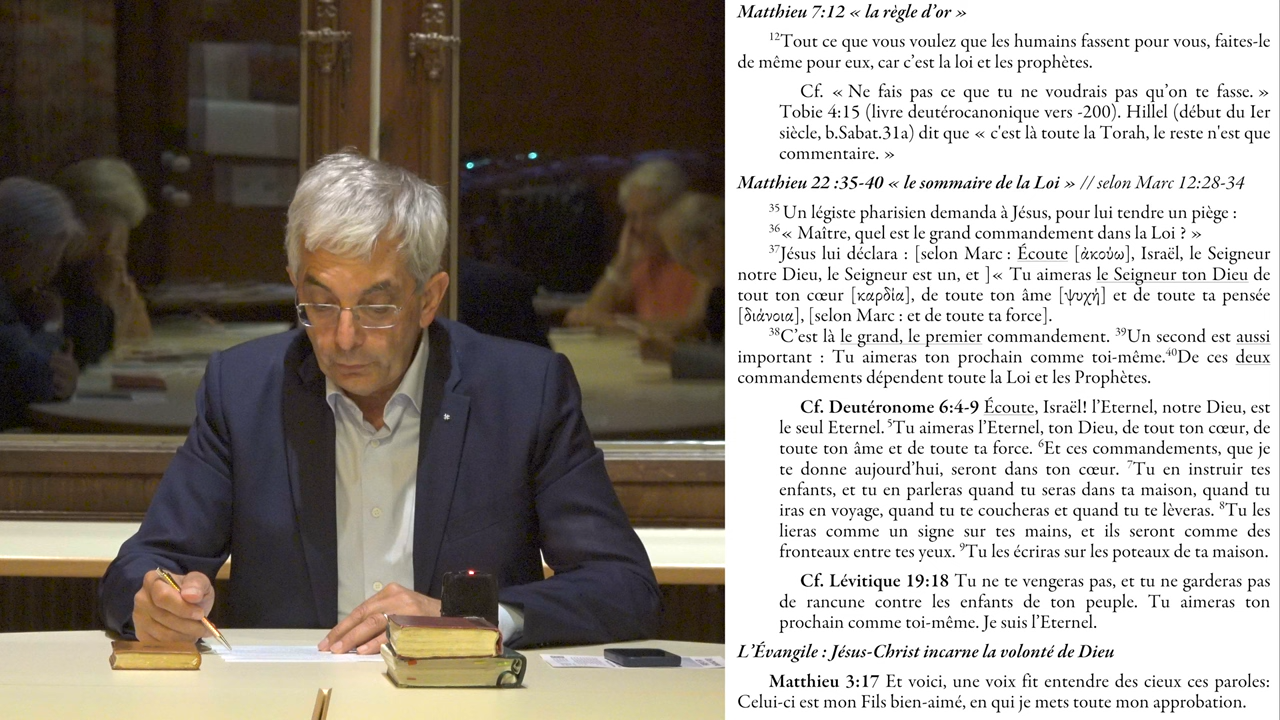 Matthieu 7:12 « la règle d’or »
¹²Tout ce que vous voulez que les humains fassent pour vous, faites-le
de même pour eux, car c’est la loi et les prophètes.
Cf. « Ne fais pas ce que tu ne voudrais pas qu’on te fasse. »
Tobie 4:15 (livre deutérocanonique vers -200). Hillel (début du Ier
siècle, b.Sabat.31a) dit que « c'est là toute la Torah, le reste n'est que
commentaire. »
Matthieu 22 :35-40 « le sommaire de la Loi » // selon Marc 12:28-34
³⁵ Un légiste pharisien demanda à Jésus, pour lui tendre un piège :
³⁶« Maître, quel est le grand commandement dans la Loi ? »
³⁷Jésus lui déclara : [selon Marc : Écoute [ἀκούω], Israël, le Seigneur
notre Dieu, le Seigneur est un, et ]« Tu aimeras le Seigneur ton Dieu de
tout ton cœur [καρδία], de toute ton âme [ψυχή] et de toute ta pensée
[διάνοια], [selon Marc : et de toute ta force].
³⁸C’est là le grand, le premier commandement. ³⁹Un second est aussi
important : Tu aimeras ton prochain comme toi-même.⁴⁰De ces deux
commandements dépendent toute la Loi et les Prophètes.
Cf. Deutéronome 6:4-9 Écoute, Israël! l’Eternel, notre Dieu, est
le seul Eternel. ⁵Tu aimeras l’Eternel, ton Dieu, de tout ton cœur, de
toute ton âme et de toute ta force. ⁶Et ces commandements, que je
te donne aujourd’hui, seront dans ton cœur. ⁷Tu en instruir tes
enfants, et tu en parleras quand tu seras dans ta maison, quand tu
iras en voyage, quand tu te coucheras et quand tu te lèveras. ⁸Tu les
lieras comme un signe sur tes mains, et ils seront comme des
fronteaux entre tes yeux. ⁹Tu les écriras sur les poteaux de ta maison.
Cf. Lévitique 19:18 Tu ne te vengeras pas, et tu ne garderas pas
de rancune contre les enfants de ton peuple. Tu aimeras ton
prochain comme toi-même. Je suis l’Eternel.
L’Évangile : Jésus-Christ incarne la volonté de Dieu
Matthieu 3:17 Et voici, une voix fit entendre des cieux ces paroles:
Celui-ci est mon Fils bien-aimé, en qui je mets toute mon approbation.